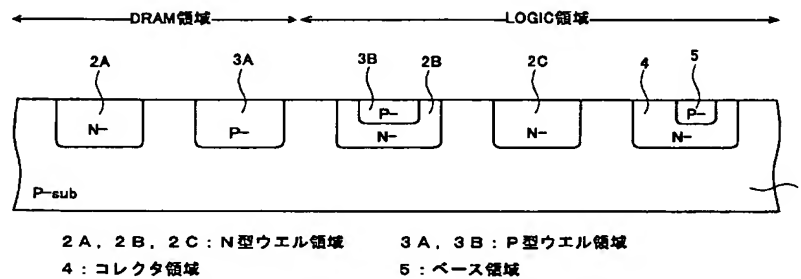 DRAM領域 LOGIC領域
2A 3A 3B 2B 2C 4 5
N- P- P- N- N- P- N-
P-sub
2A, 2B, 2C：N型ウエル領域 3A, 3B：P型ウエル領域
4：コレクタ領域 5：ベース領域